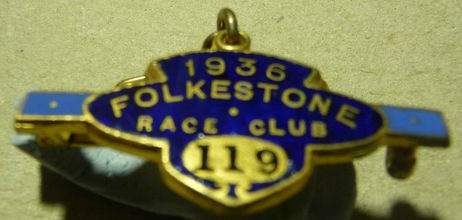 1936
FOLKESTONE
RACE CLUB
119